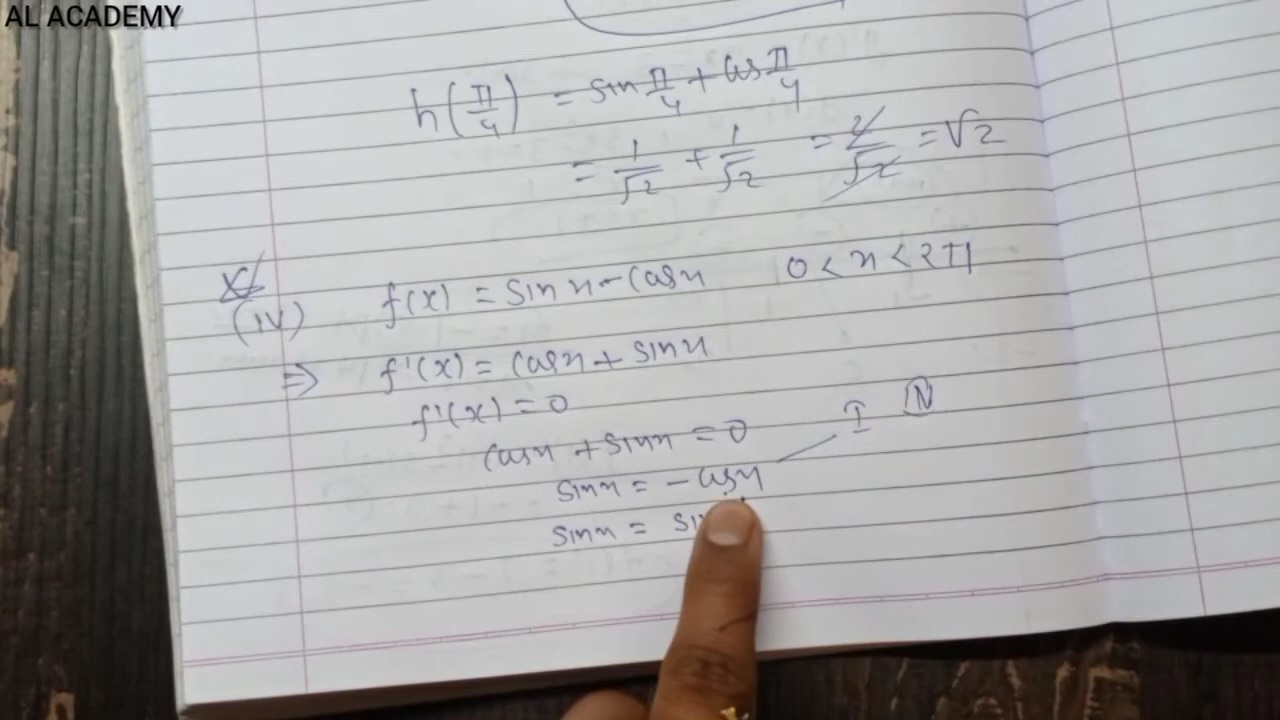 AL ACADEMY
h(π/4) = sin π/4 + cos π/4
= 1/√2 + 1/√2 = 2/√2 = √2
(IV) f(x) = sin x - cos x 0 < x < 2π
⇒ f'(x) = cos x + sin x
f'(x) = 0
cos x + sin x = 0 I IV
sin x = - cos x
sin x =